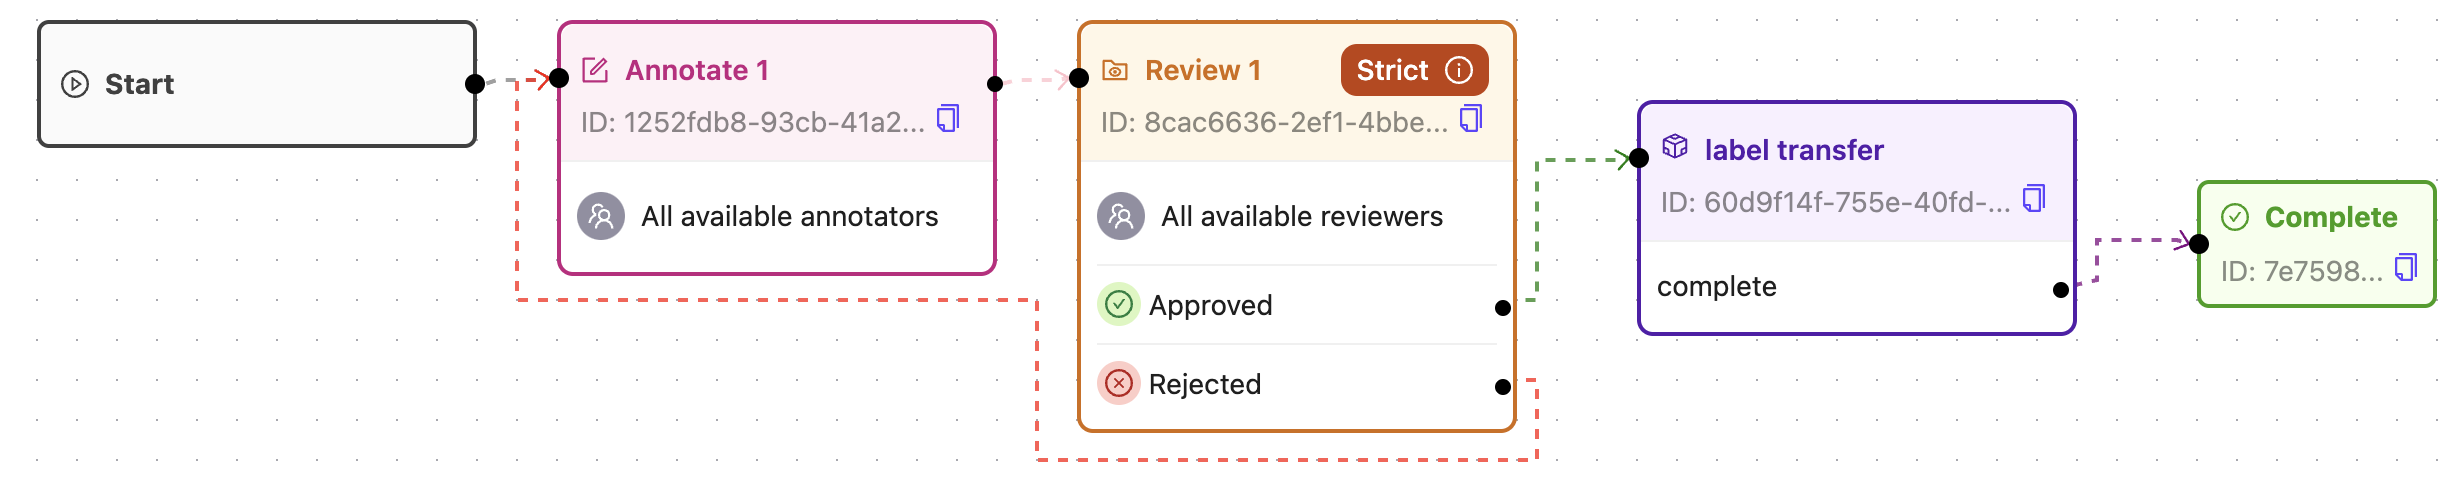 Start
Annotate 1
ID: 1252fdb8-93cb-41a2...
All available annotators
Review 1
Strict
ID: 8cac6636-2ef1-4bbe...
All available reviewers
Approved
Rejected
label transfer
ID: 60d9f14f-755e-40fd-...
complete
Complete
ID: 7e7598...